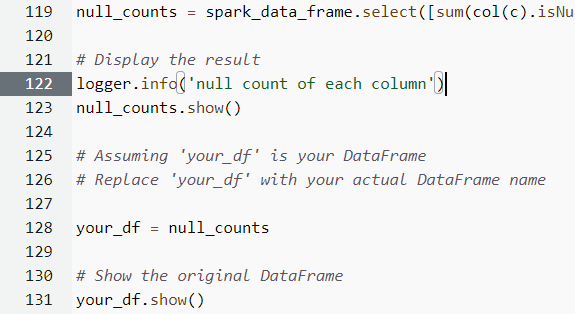 119 null_counts = spark_data_frame.select([sum(col(c).isNu
120
121 # Display the result
122 logger.info('null count of each column')
123 null_counts.show()
124
125 # Assuming 'your_df' is your DataFrame
126 # Replace 'your_df' with your actual DataFrame name
127
128 your_df = null_counts
129
130 # Show the original DataFrame
131 your_df.show()